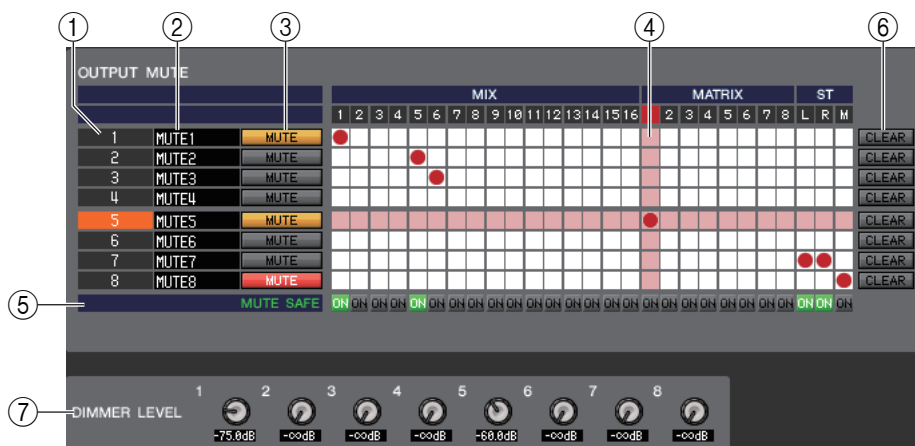 ① ② ③ ④ ⑥
OUTPUT MUTE
MIX MATRIX ST
1 2 3 4 5 6 7 8 9 10 11 12 13 14 15 16 2 3 4 5 6 7 8 L R M
1 MUTE1 MUTE CLEAR
2 MUTE2 MUTE CLEAR
3 MUTE3 MUTE CLEAR
4 MUTE4 MUTE CLEAR
5 MUTE5 MUTE CLEAR
6 MUTE6 MUTE CLEAR
7 MUTE7 MUTE CLEAR
8 MUTE8 MUTE CLEAR
⑤ MUTE SAFE ON ON ON ON ON ON ON ON ON ON ON ON ON ON ON ON ON ON ON ON ON ON ON ON ON ON ON
1 2 3 4 5 6 7 8
⑦ DIMMER LEVEL
-75.0dB -∞dB -∞dB -∞dB -60.0dB -∞dB -∞dB -∞dB